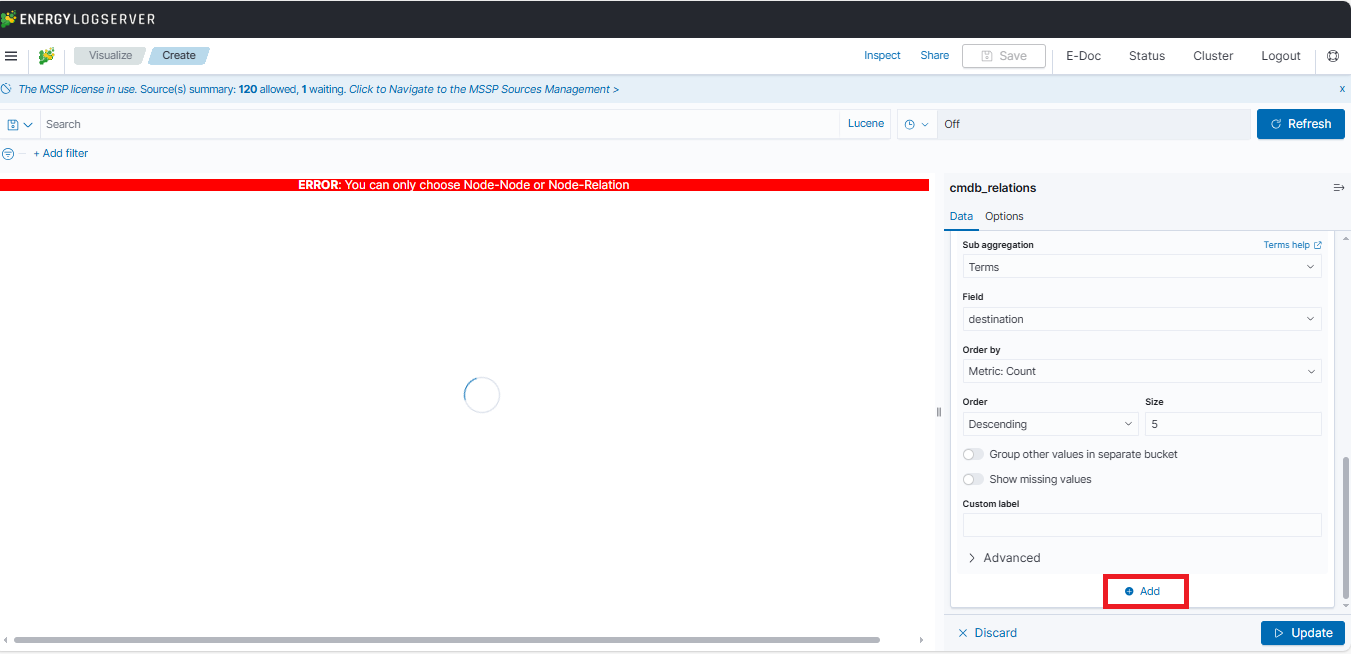 ENERGYLOGSERVER
Visualize Create Inspect Share Save E-Doc Status Cluster Logout
The MSSP license in use. Source(s) summary: 120 allowed, 1 waiting. Click to Navigate to the MSSP Sources Management > x
Search Lucene Off Refresh
+ Add filter
ERROR: You can only choose Node-Node or Node-Relation
cmdb_relations
Data Options
Sub aggregation Terms help
Terms
Field
destination
Order by
Metric: Count
Order Size
Descending 5
Group other values in separate bucket
Show missing values
Custom label
Advanced
Add
Discard Update